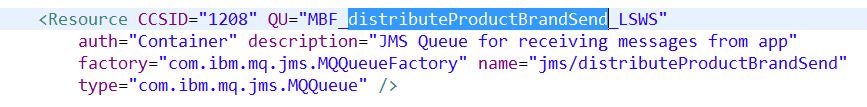 <Resource CCSID="1208" QU="MBF_distributeProductBrandSend_LSWS"
auth="Container" description="JMS Queue for receiving messages from app"
factory="com.ibm.mq.jms.MQQueueFactory" name="jms/distributeProductBrandSend"
type="com.ibm.mq.jms.MQQueue" />